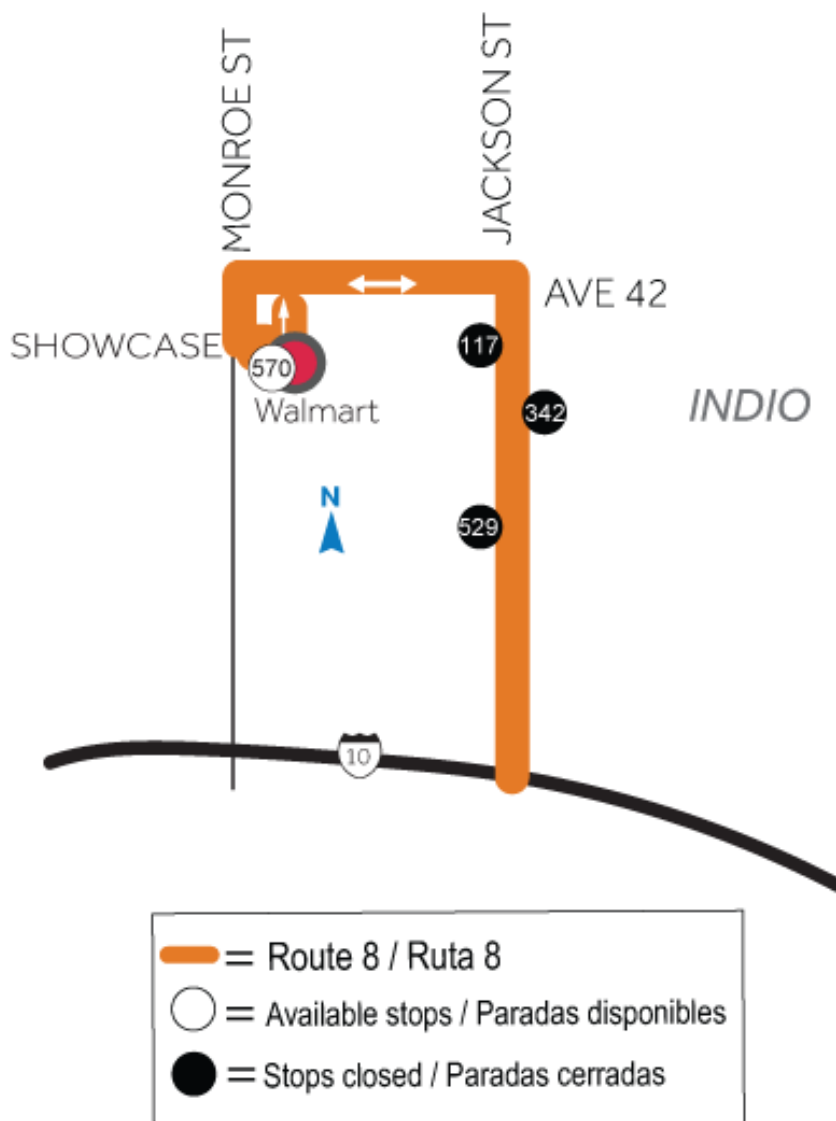 MONROE ST
JACKSON ST
AVE 42
SHOWCASE
117
570
342
Walmart
INDIO
N
529
10
= Route 8 / Ruta 8
= Available stops / Paradas disponibles
= Stops closed / Paradas cerradas